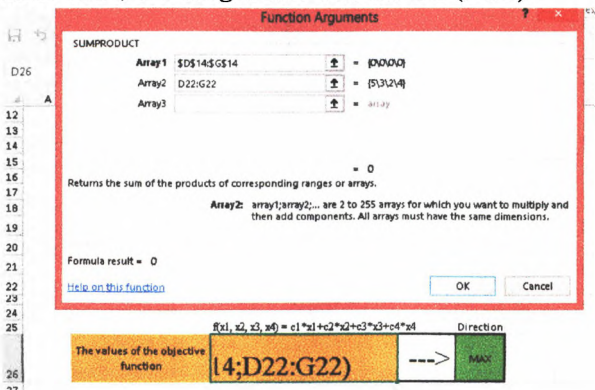 Function Arguments ?
D26
SUMPRODUCT
Array1 $D$14:$G$14 = {0\0\0\0}
Array2 D22:G22 = {5\3\2\4}
Array3 = array
= 0
Returns the sum of the products of corresponding ranges or arrays.
Array2: array1;array2;... are 2 to 255 arrays for which you want to multiply and
then add components. All arrays must have the same dimensions.
Formula result = 0
Help on this function
OK Cancel
A
12
13
14
15
16
17
18
19
20
21
22
23
24
25 f(x1, x2, x3, x4) = c1*x1+c2*x2+c3*x3+c4*x4 Direction
The values of the objective
function
14;D22:G22)
---> MAX
26